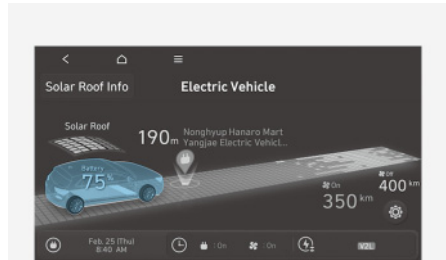 Solar Roof Info
Electric Vehicle
Solar Roof
190m
Nonghyup Hanaro Mart
Yangjae Electric Vehicl...
Battery
75%
On
350 km
Off
400 km
Feb. 25 (Thu)
8:40 AM
: On
: On
V2L